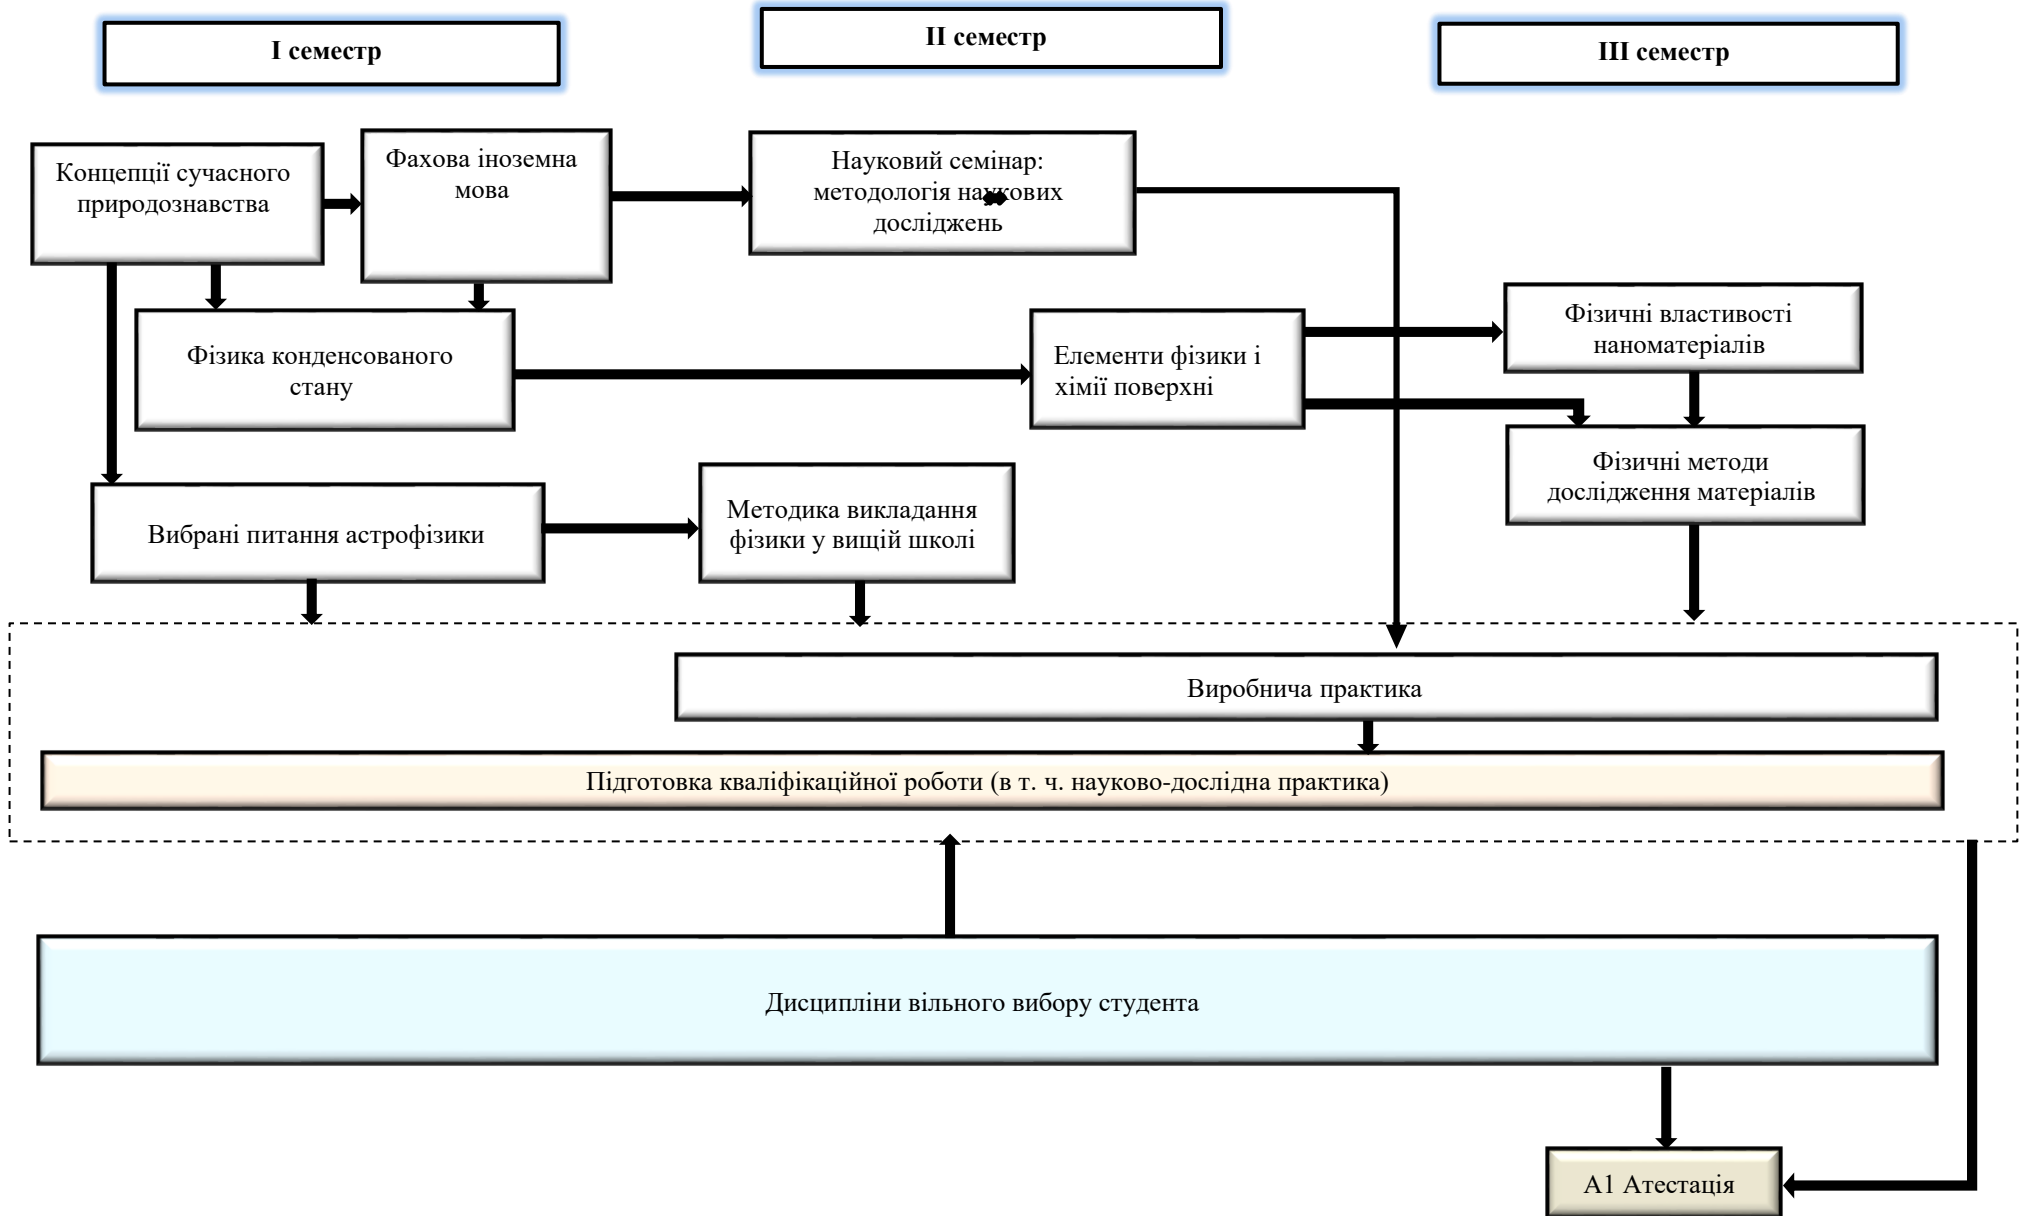 І семестр
ІІ семестр
ІІІ семестр
Концепції сучасного
природознавства
Фахова іноземна
мова
Науковий семінар:
методологія наукових
досліджень
Фізика конденсованого
стану
Елементи фізики і
хімії поверхні
Фізичні властивості
наноматеріалів
Фізичні методи
дослідження матеріалів
Вибрані питання астрофізики
Методика викладання
фізики у вищій школі
Виробнича практика
Підготовка кваліфікаційної роботи (в т. ч. науково-дослідна практика)
Дисципліни вільного вибору студента
А1 Атестація